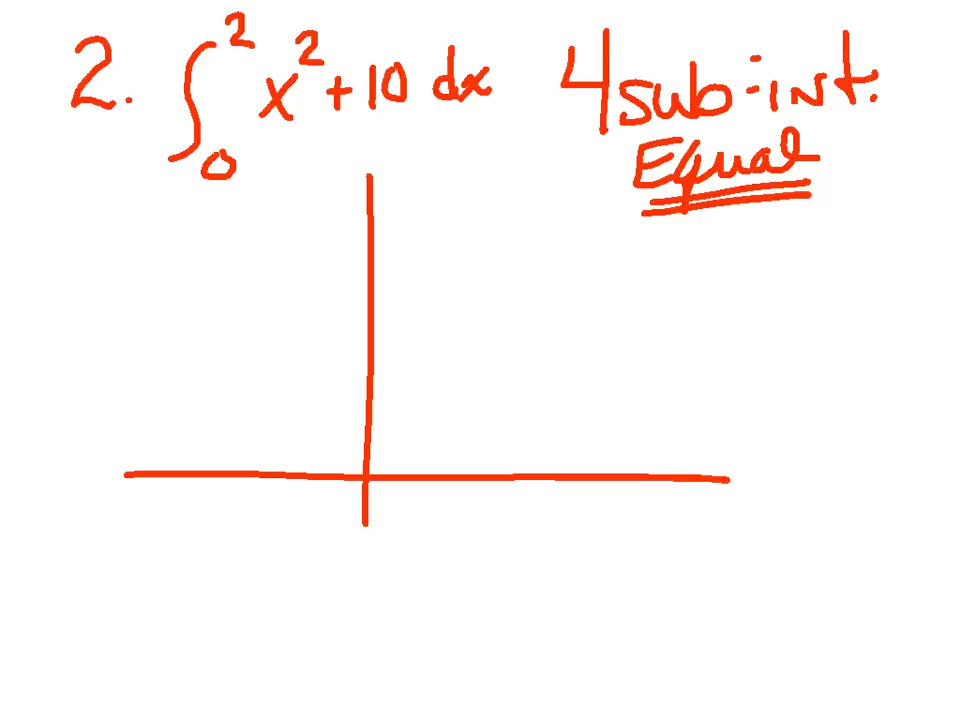 2. ∫₀² x² + 10 dx 4 sub-int.
Equal